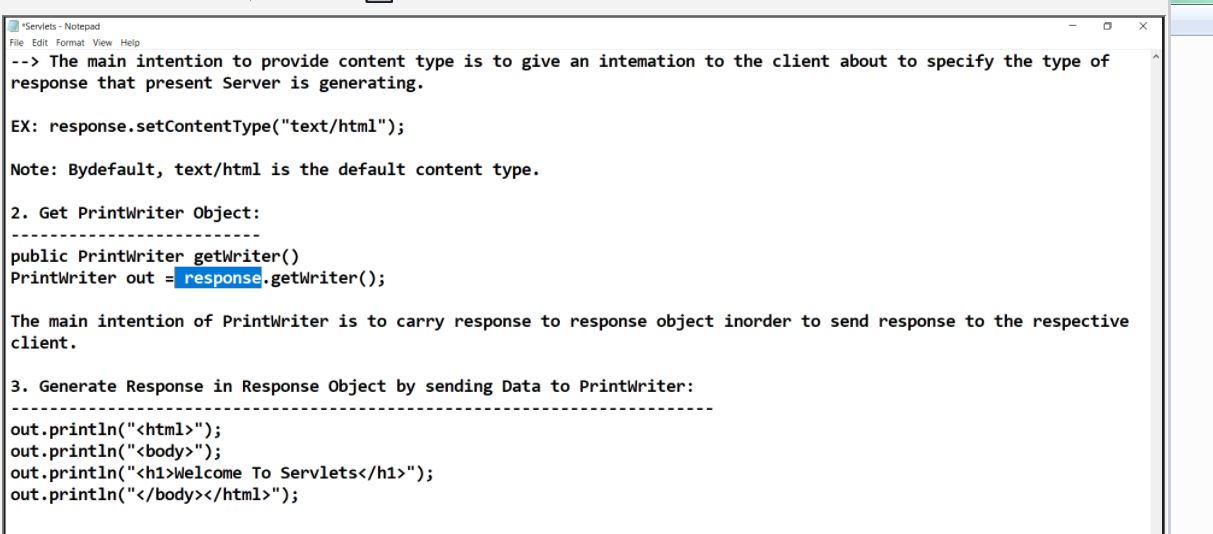 *Servlets - Notepad
File Edit Format View Help
--> The main intention to provide content type is to give an intemation to the client about to specify the type of
response that present Server is generating.
EX: response.setContentType("text/html");
Note: Bydefault, text/html is the default content type.
2. Get PrintWriter Object:
--------------------------
public PrintWriter getWriter()
PrintWriter out = response.getWriter();
The main intention of PrintWriter is to carry response to response object inorder to send response to the respective
client.
3. Generate Response in Response Object by sending Data to PrintWriter:
-------------------------------------------------------------------------
out.println("<html>");
out.println("<body>");
out.println("<h1>Welcome To Servlets</h1>");
out.println("</body></html>");